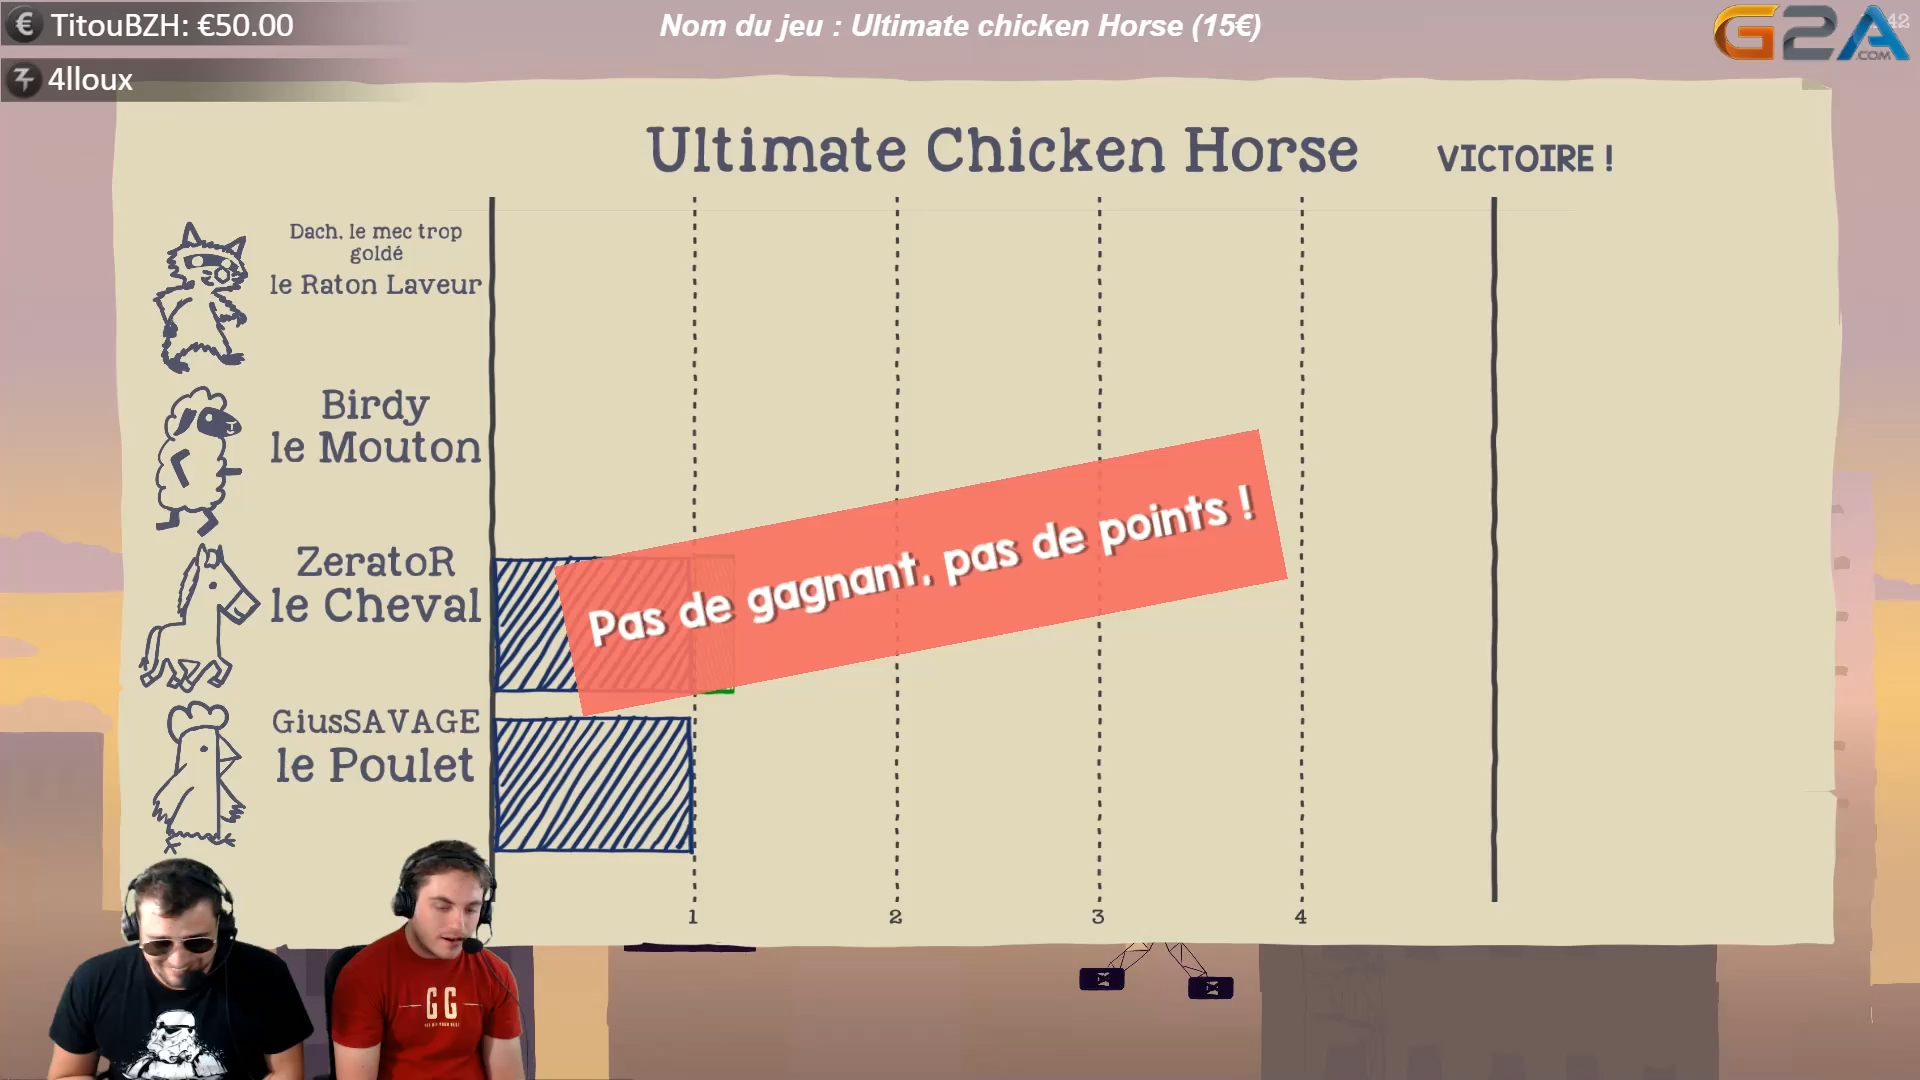 TitouBZH: €50.00
4lloux
Nom du jeu : Ultimate chicken Horse (15€)
G2A
.COM
42
Ultimate Chicken Horse
VICTOIRE !
Dach, le mec trop
goldé
le Raton Laveur
Birdy
le Mouton
ZeratoR
le Cheval
GiusSAVAGE
le Poulet
Pas de gagnant, pas de points !
1
2
3
4
GG